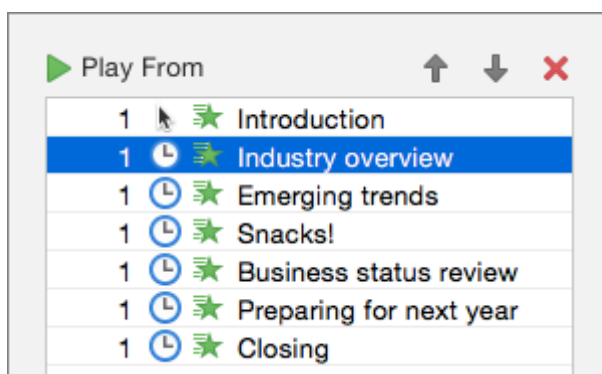 Play From
1 Introduction
1 Industry overview
1 Emerging trends
1 Snacks!
1 Business status review
1 Preparing for next year
1 Closing